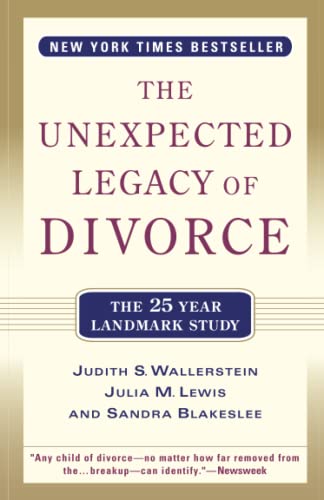 NEW YORK TIMES BESTSELLER
THE
UNEXPECTED
LEGACY OF
DIVORCE
THE 25 YEAR
LANDMARK STUDY
JUDITH S. WALLERSTEIN
JULIA M. LEWIS
AND SANDRA BLAKESLEE
"Any child of divorce—no matter how far removed from
the...breakup—can identify."—Newsweek